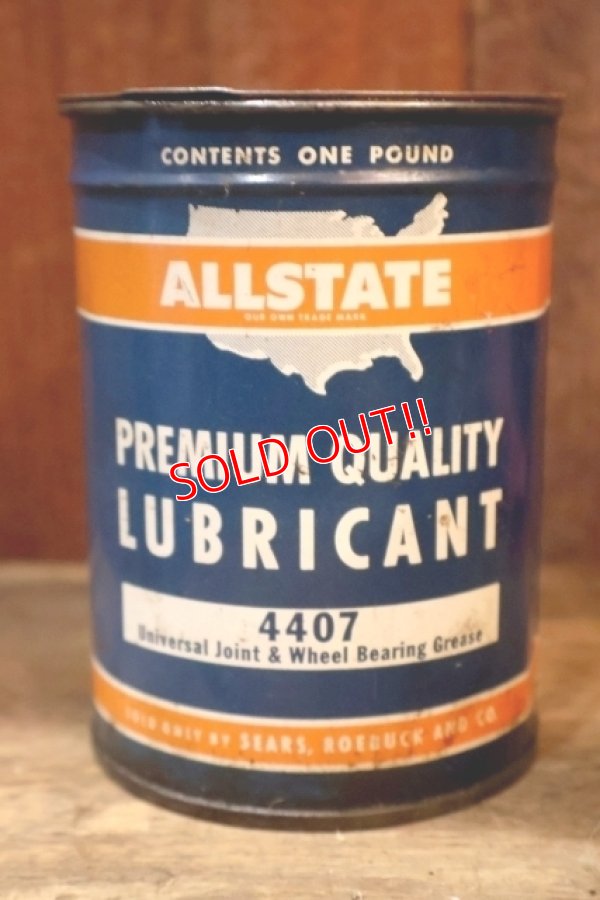 CONTENTS ONE POUND
ALLSTATE
OUR OWN TRADE MARK
PREMIUM QUALITY
SOLD OUT!!
LUBRICANT
4407
Universal Joint & Wheel Bearing Grease
SOLD ONLY BY SEARS, ROEBUCK AND CO.